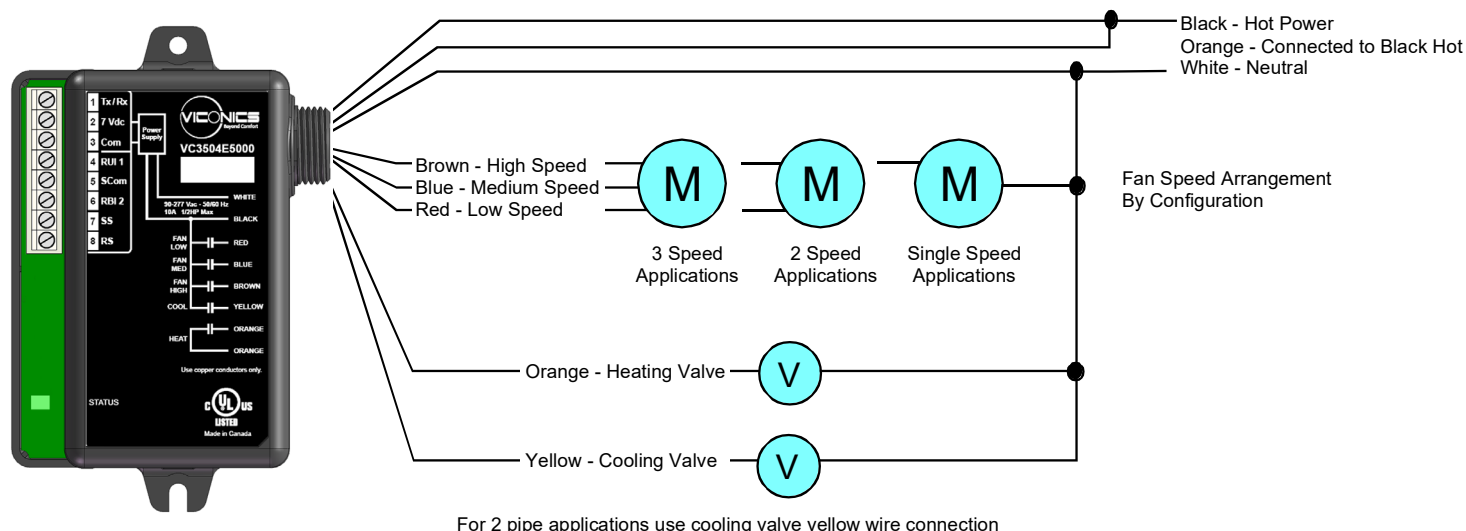 Black - Hot Power
Orange - Connected to Black Hot
White - Neutral
1 Tx/Rx
2 7 Vdc
3 Com
4 RUI 1
5 SCom
6 RBI 2
7 SS
8 RS
Power
Supply
VICONICS
Beyond Comfort
VC3504E5000
WHITE
90-277 Vac - 50/60 Hz
10A 1/2HP Max
BLACK
FAN
LOW
RED
FAN
MED
BLUE
FAN
HIGH
BROWN
COOL
YELLOW
ORANGE
HEAT
ORANGE
Use copper conductors only.
STATUS
C UL US
LISTED
Made in Canada
Brown - High Speed
Blue - Medium Speed
Red - Low Speed
M
M
M
3 Speed
Applications
2 Speed
Applications
Single Speed
Applications
Fan Speed Arrangement
By Configuration
Orange - Heating Valve
V
Yellow - Cooling Valve
V
For 2 pipe applications use cooling valve yellow wire connection